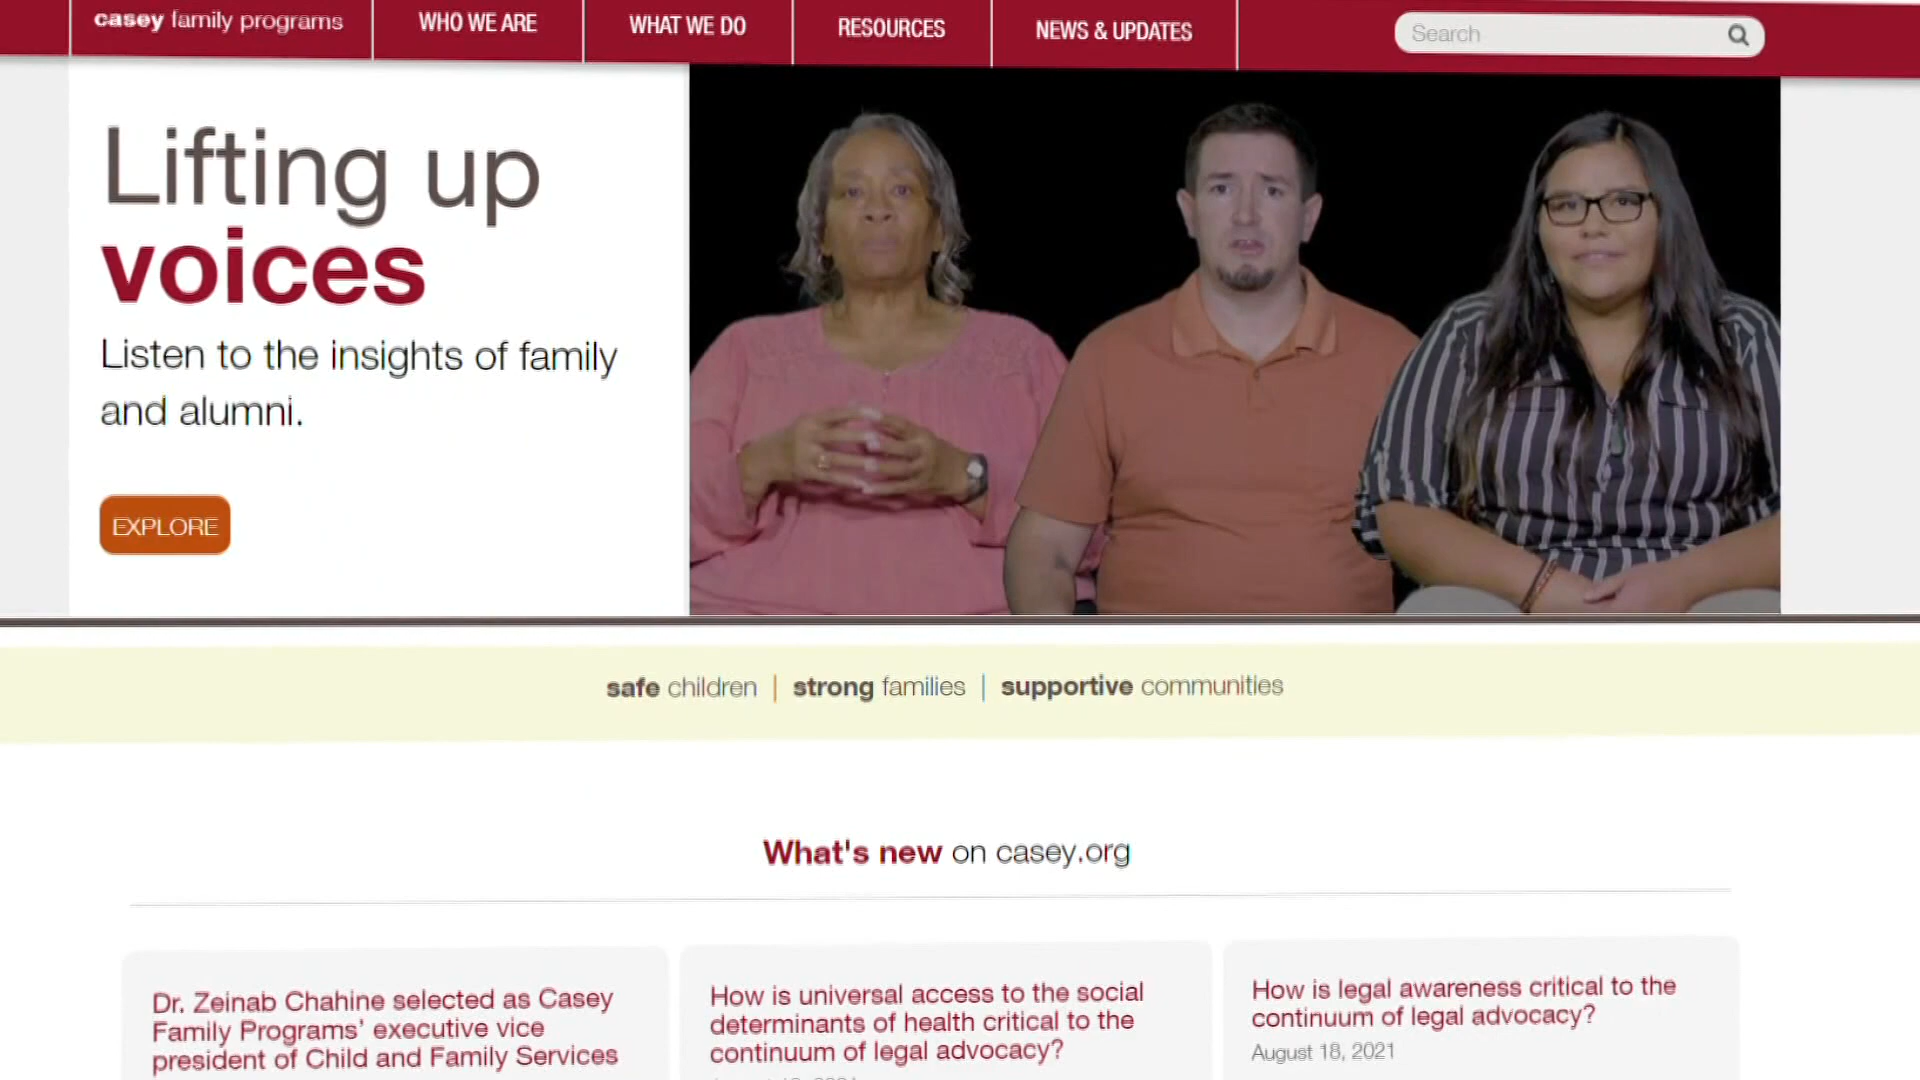 casey family programs
WHO WE ARE
WHAT WE DO
RESOURCES
NEWS & UPDATES
Search
Lifting up
voices
Listen to the insights of family
and alumni.
EXPLORE
safe children | strong families | supportive communities
What's new on casey.org
Dr. Zeinab Chahine selected as Casey
Family Programs’ executive vice
president of Child and Family Services
How is universal access to the social
determinants of health critical to the
continuum of legal advocacy?
How is legal awareness critical to the
continuum of legal advocacy?
August 18, 2021